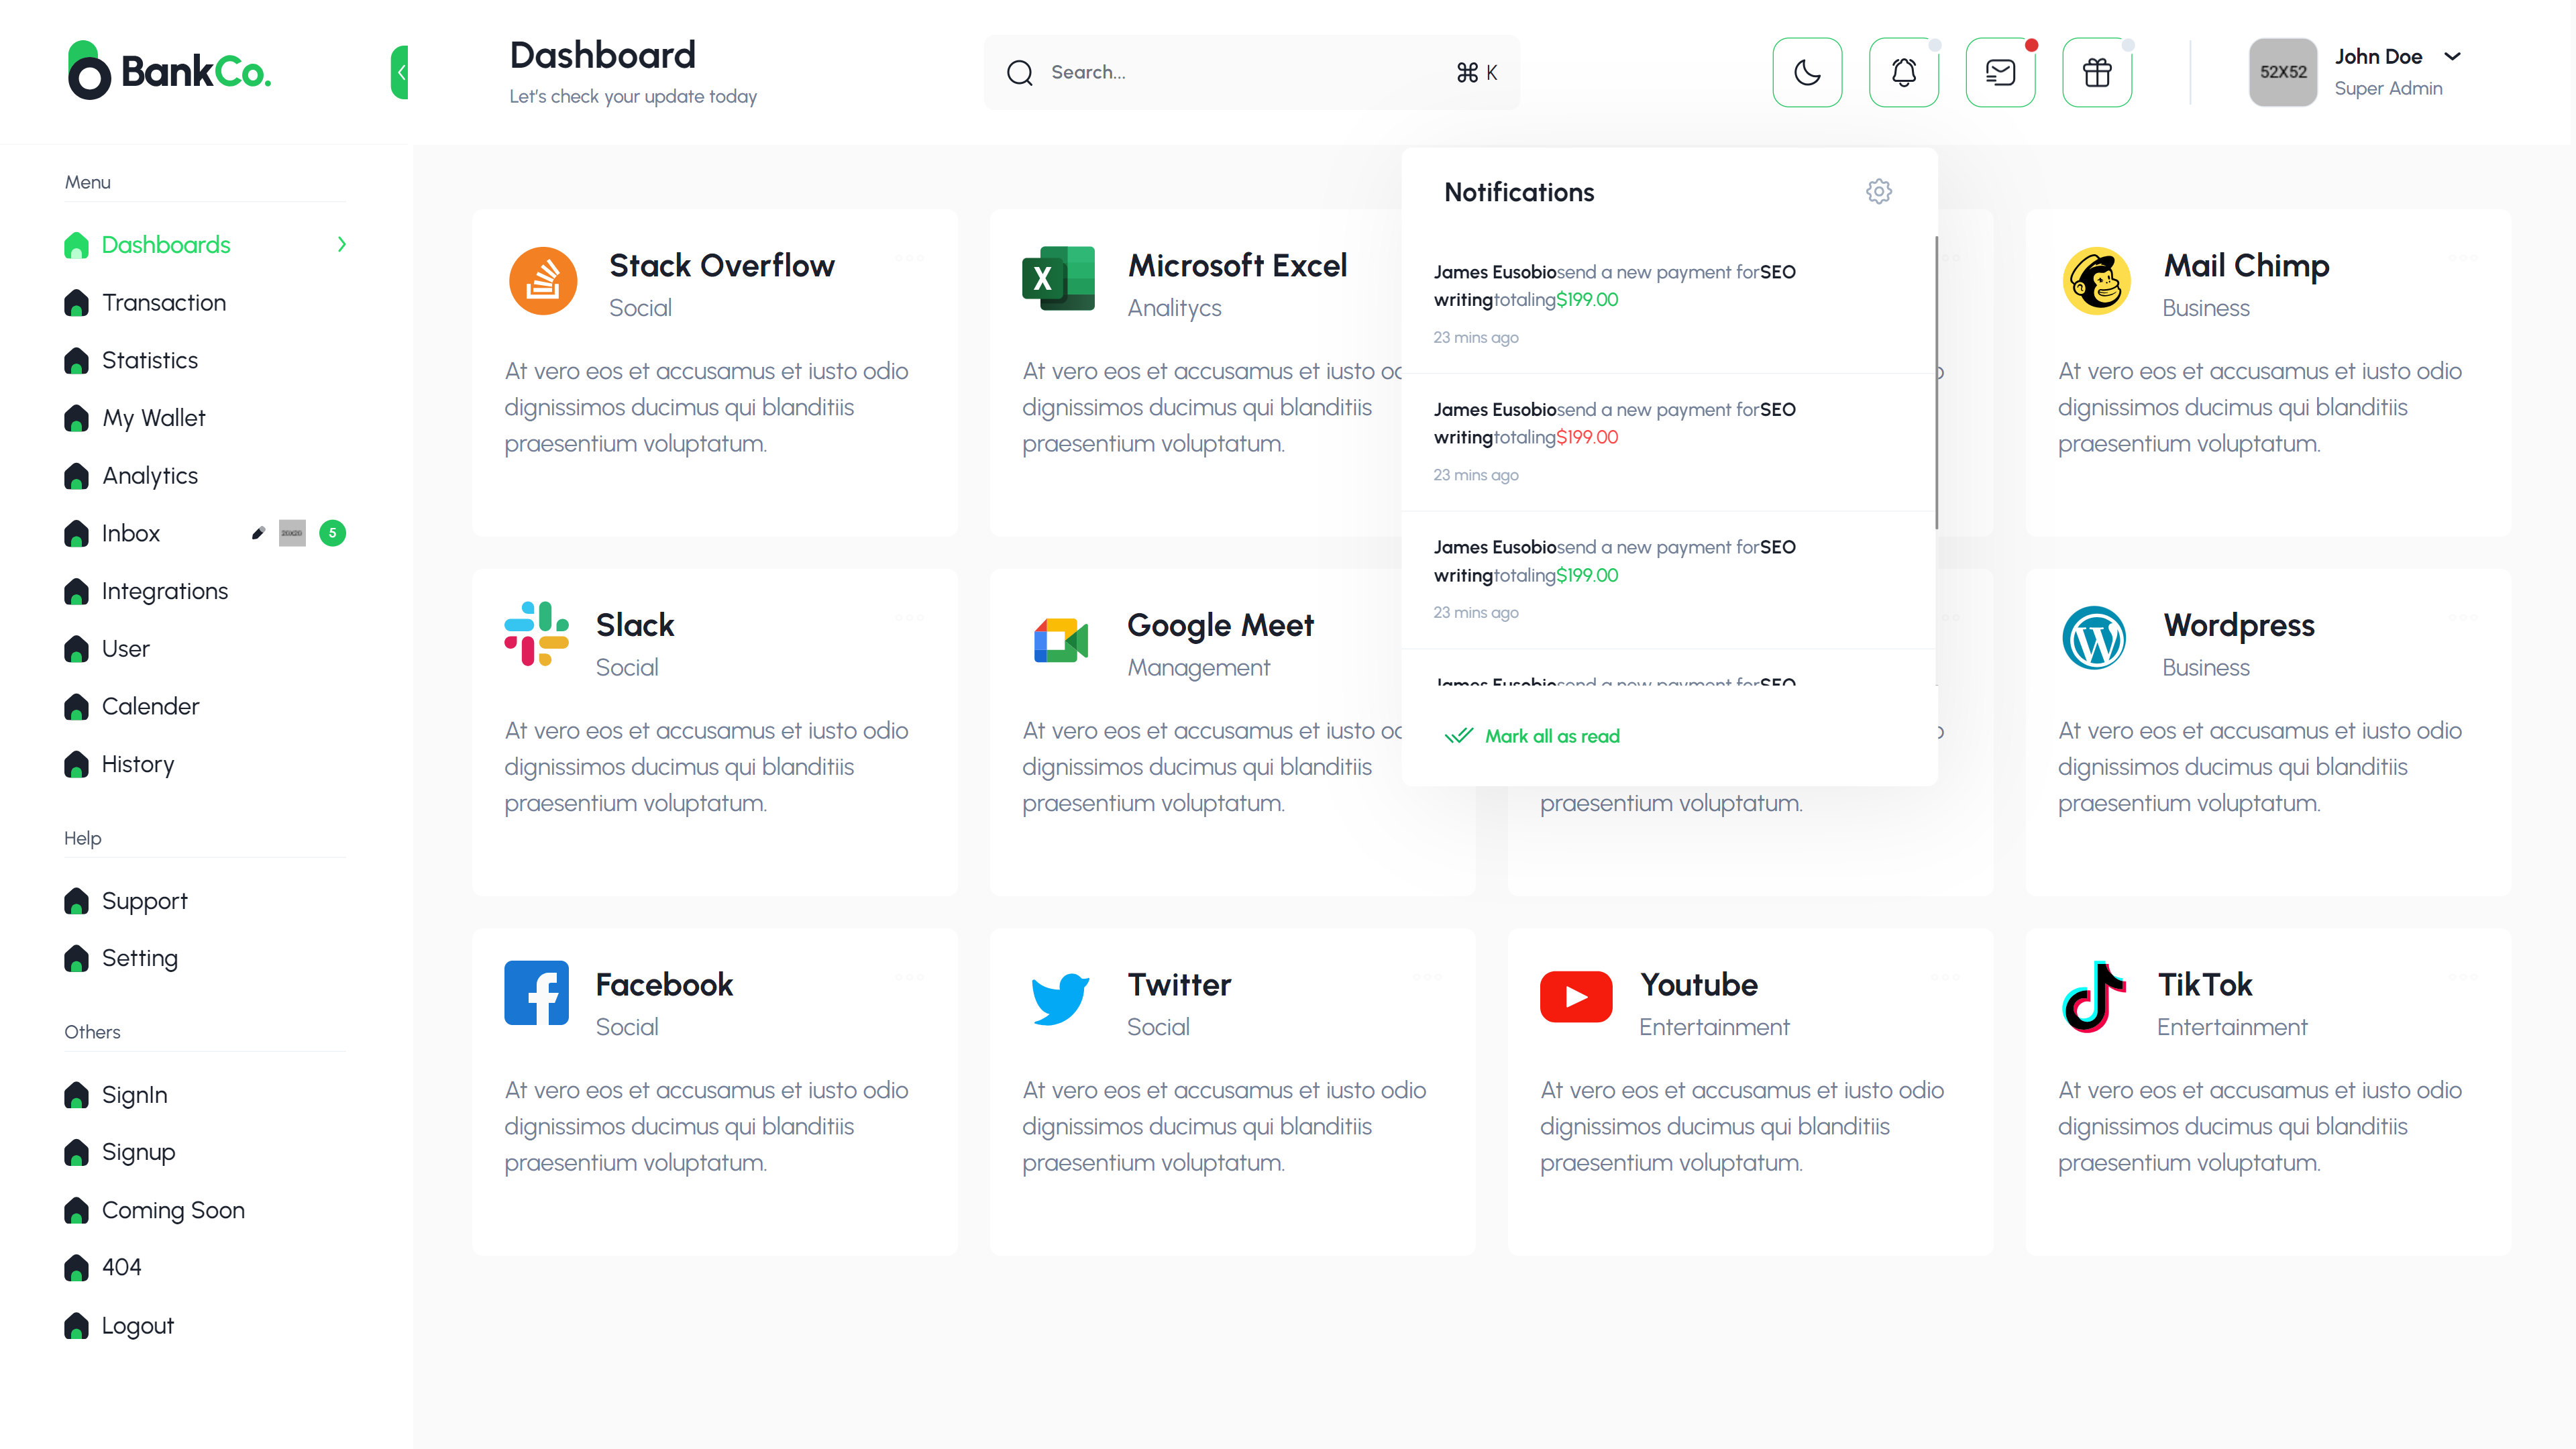 BankCo.
Dashboard
Let's check your update today
Search...
⌘ K
52X52
John Doe
Super Admin
Menu
Dashboards
Transaction
Statistics
My Wallet
Analytics
Inbox
5
Integrations
User
Calender
History
Help
Support
Setting
Others
SignIn
Signup
Coming Soon
404
Logout
Notifications
James Eusobiosend a new payment forSEO
writingtotaling$199.00
23 mins ago
James Eusobiosend a new payment forSEO
writingtotaling$199.00
23 mins ago
James Eusobiosend a new payment forSEO
writingtotaling$199.00
23 mins ago
James Eusobiosend a new payment forSEO
Mark all as read
Stack Overflow
Social
At vero eos et accusamus et iusto odio
dignissimos ducimus qui blanditiis
praesentium voluptatum.
Microsoft Excel
Analitycs
At vero eos et accusamus et iusto
dignissimos ducimus qui blanditiis
praesentium voluptatum.
Mail Chimp
Business
At vero eos et accusamus et iusto odio
dignissimos ducimus qui blanditiis
praesentium voluptatum.
Slack
Social
At vero eos et accusamus et iusto odio
dignissimos ducimus qui blanditiis
praesentium voluptatum.
Google Meet
Management
At vero eos et accusamus et iusto
dignissimos ducimus qui blanditiis
praesentium voluptatum.
praesentium voluptatum.
Wordpress
Business
At vero eos et accusamus et iusto odio
dignissimos ducimus qui blanditiis
praesentium voluptatum.
Facebook
Social
At vero eos et accusamus et iusto odio
dignissimos ducimus qui blanditiis
praesentium voluptatum.
Twitter
Social
At vero eos et accusamus et iusto odio
dignissimos ducimus qui blanditiis
praesentium voluptatum.
Youtube
Entertainment
At vero eos et accusamus et iusto odio
dignissimos ducimus qui blanditiis
praesentium voluptatum.
TikTok
Entertainment
At vero eos et accusamus et iusto odio
dignissimos ducimus qui blanditiis
praesentium voluptatum.